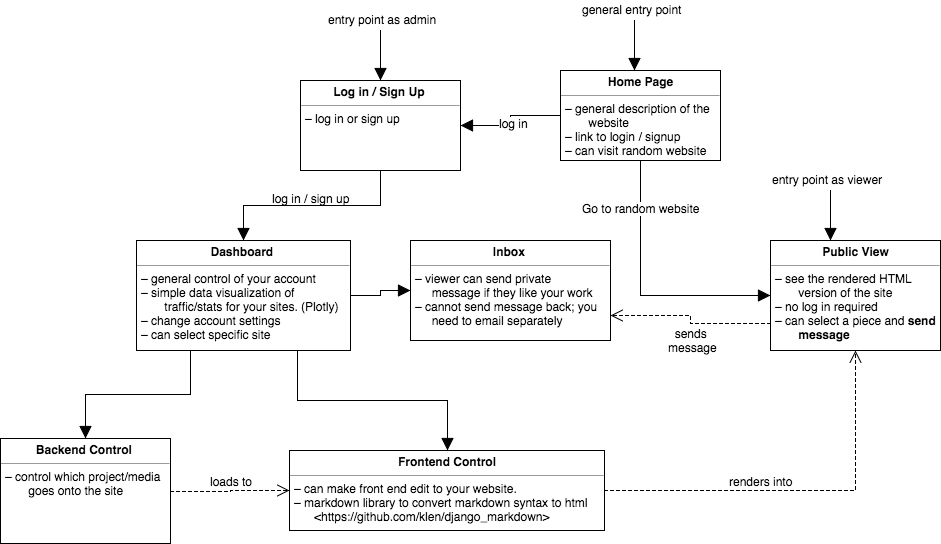 general entry point
entry point as admin
Home Page
– general description of the
website
– link to login / signup
– can visit random website
Log in / Sign Up
– log in or sign up
log in
entry point as viewer
log in / sign up
Go to random website
Dashboard
– general control of your account
– simple data visualization of
traffic/stats for your sites. (Plotly)
– change account settings
– can select specific site
Inbox
– viewer can send private
message if they like your work
– cannot send message back; you
need to email separately
Public View
– see the rendered HTML
version of the site
– no log in required
– can select a piece and send
message
sends
message
Backend Control
– control which project/media
goes onto the site
loads to
Frontend Control
– can make front end edit to your website.
– markdown library to convert markdown syntax to html
<https://github.com/klen/django_markdown>
renders into